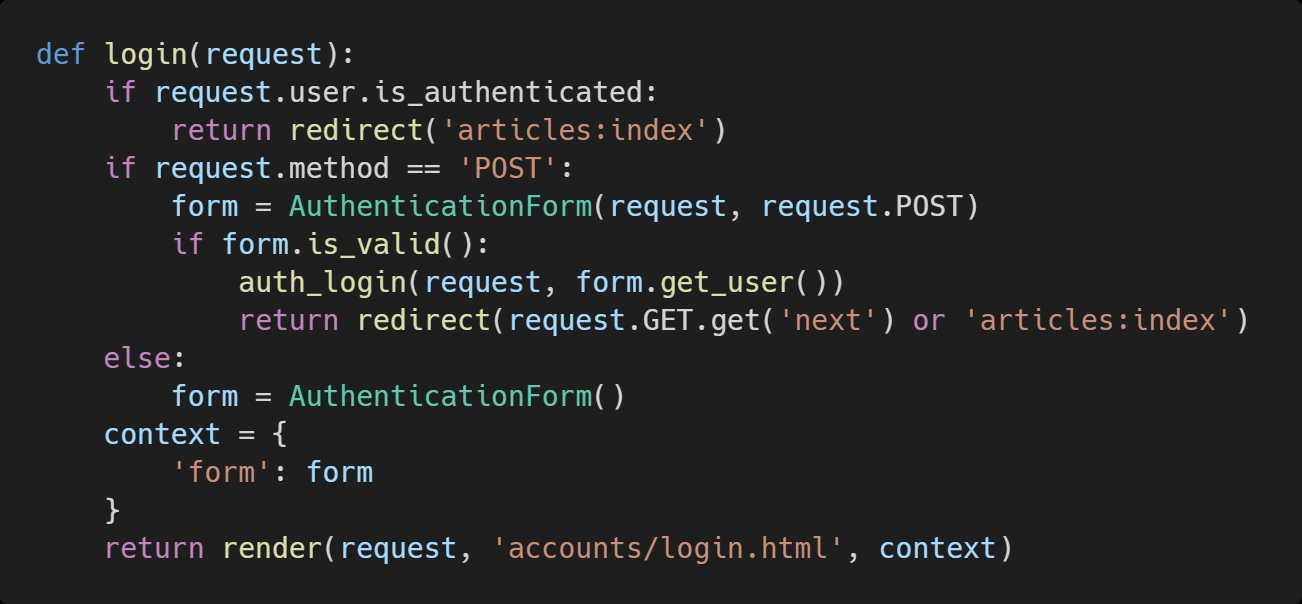 def login(request):
    if request.user.is_authenticated:
        return redirect('articles:index')
    if request.method == 'POST':
        form = AuthenticationForm(request, request.POST)
        if form.is_valid():
            auth_login(request, form.get_user())
            return redirect(request.GET.get('next') or 'articles:index')
    else:
        form = AuthenticationForm()
    context = {
        'form': form
    }
    return render(request, 'accounts/login.html', context)